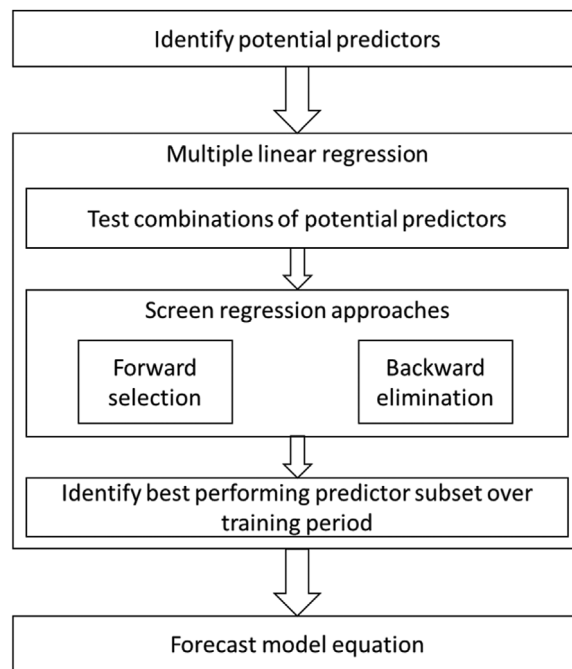 Identify potential predictors
Multiple linear regression
Test combinations of potential predictors
Screen regression approaches
Forward
selection
Backward
elimination
Identify best performing predictor subset over
training period
Forecast model equation